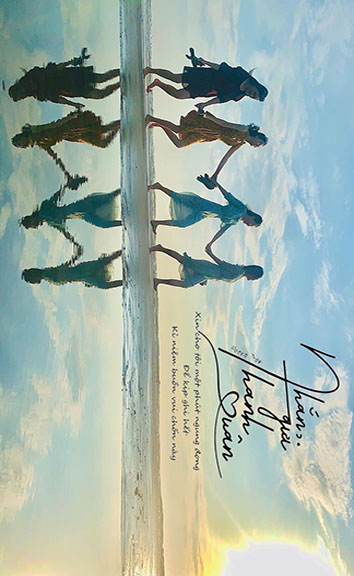 Nhắn gửi
Thanh Xuân
Xin cho tôi một phút ngưng đọng
Để kịp ghi hết
Kỉ niệm buồn vui chốn này